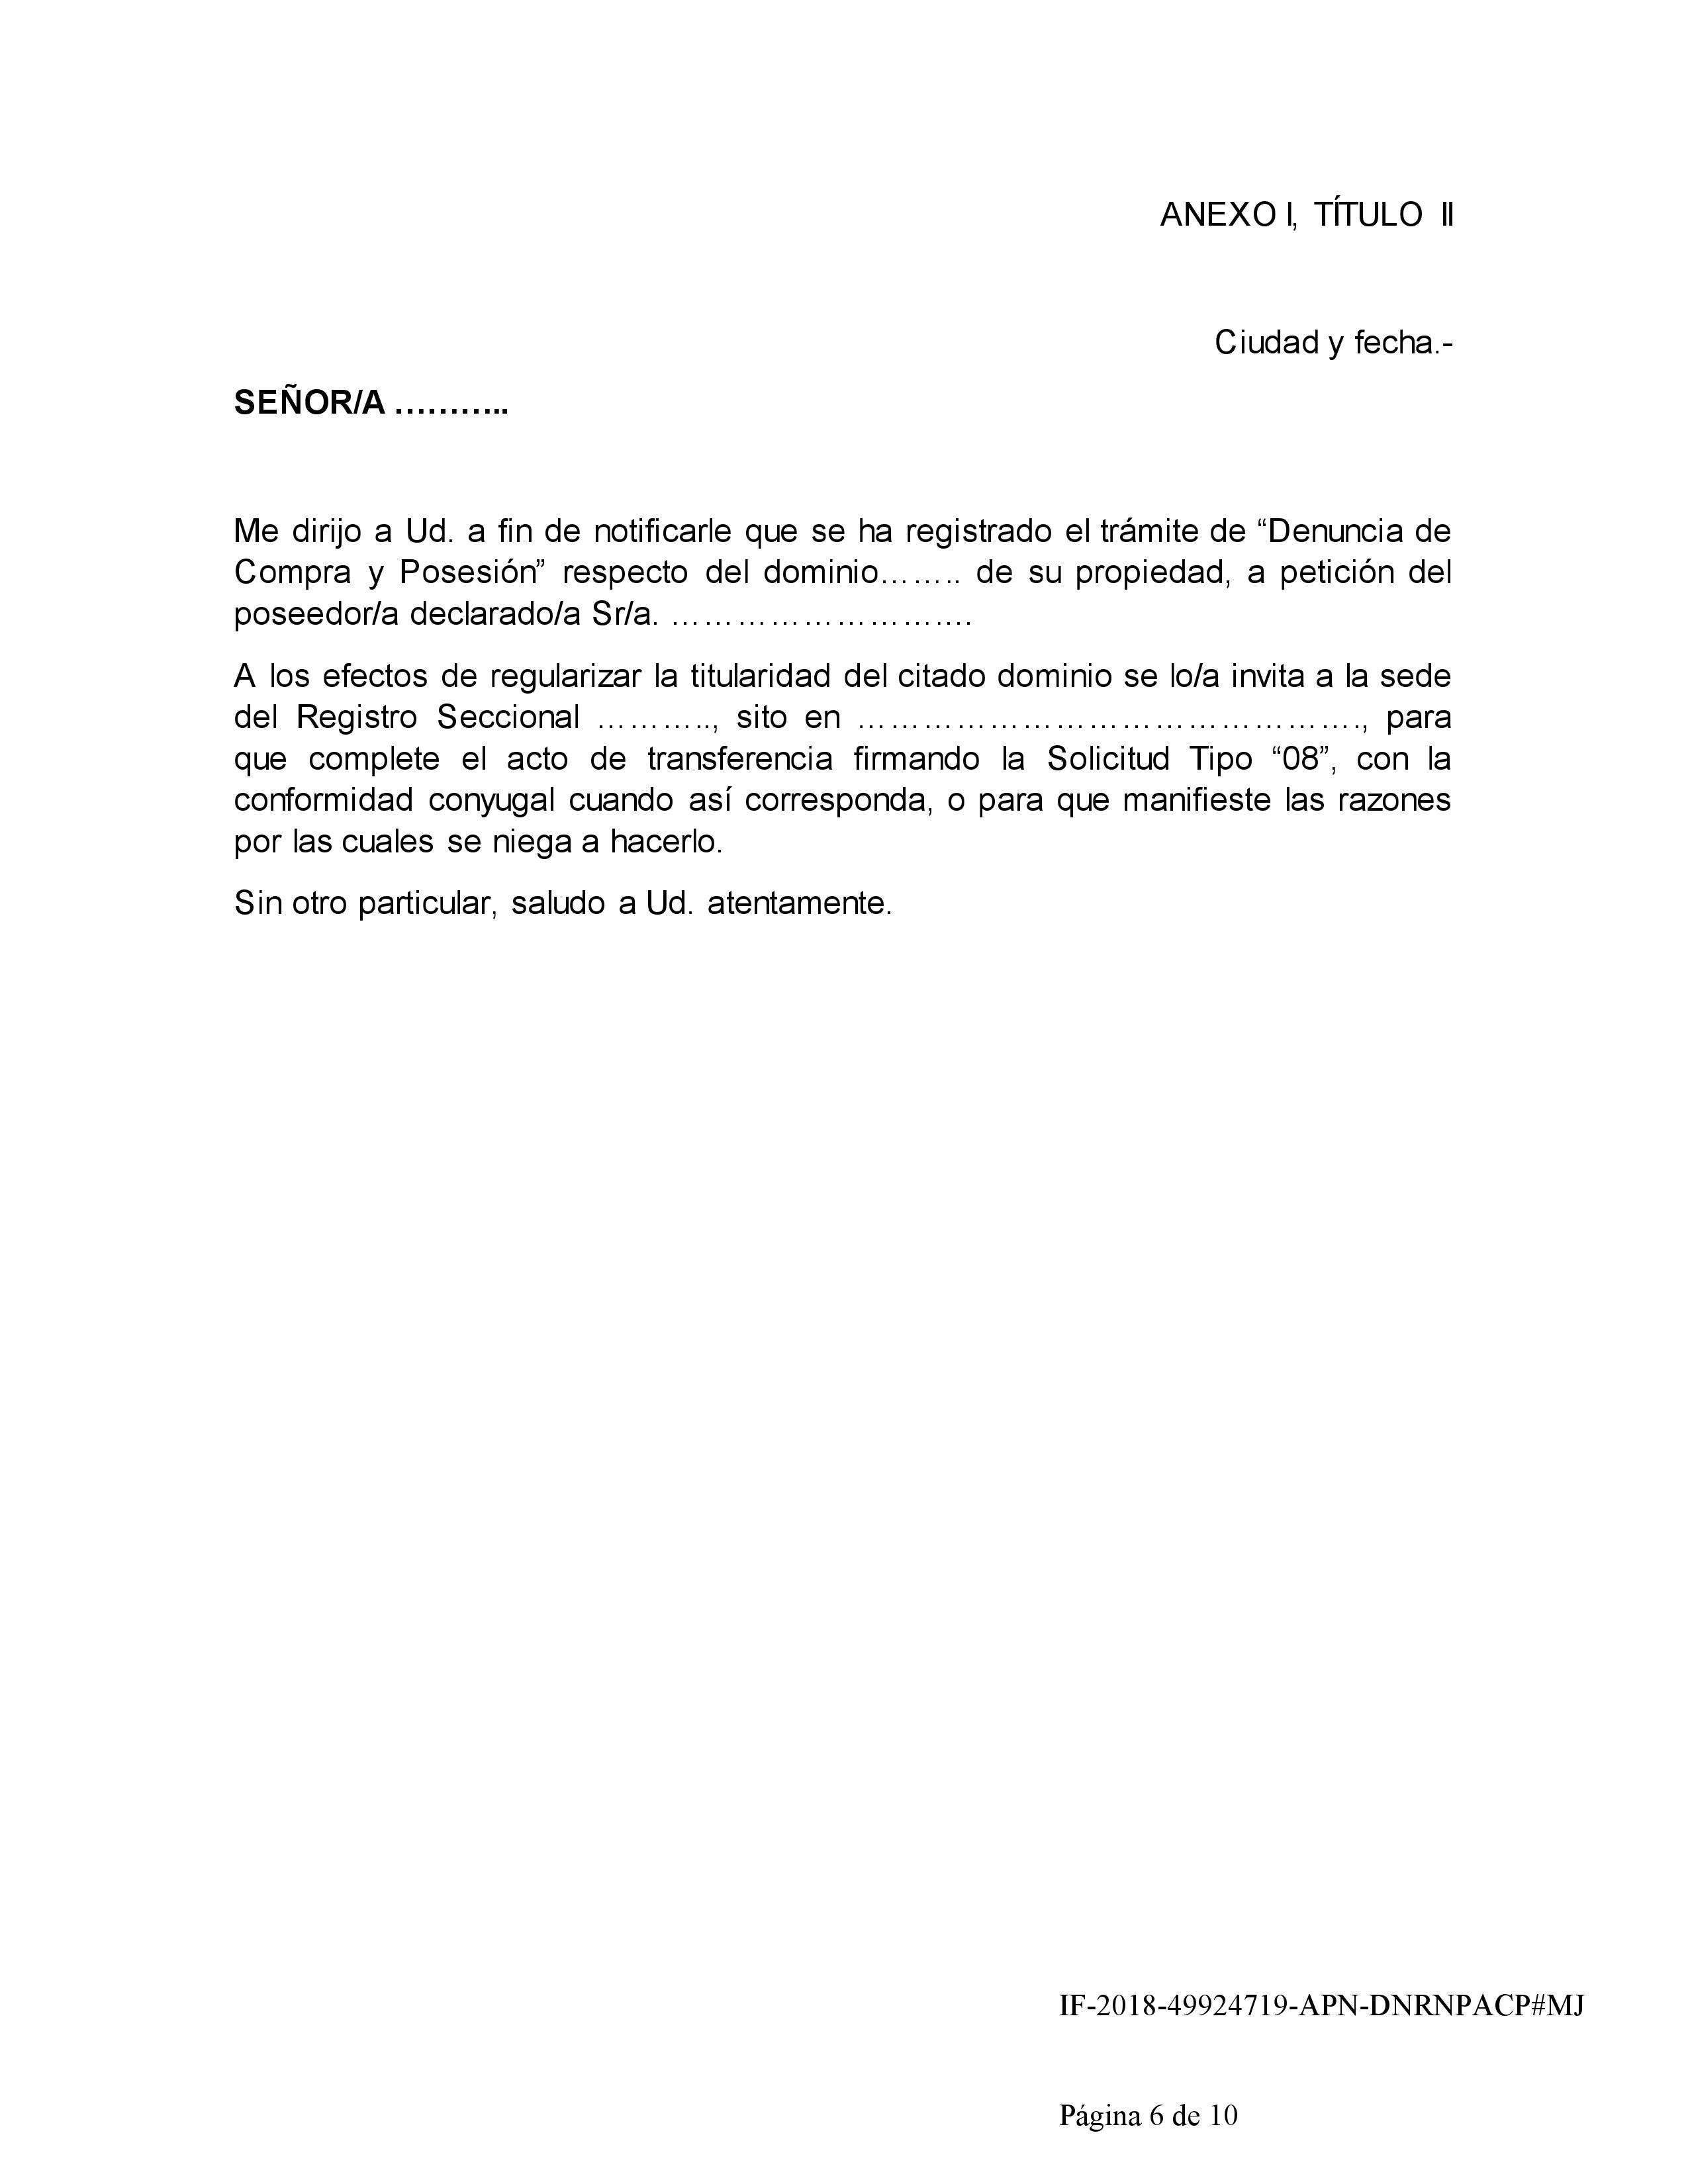 ANEXO I, TÍTULO II
Ciudad y fecha.-
SEÑOR/A ………..
Me dirijo a Ud. a fin de notificarle que se ha registrado el trámite de “Denuncia de
Compra y Posesión” respecto del dominio…….. de su propiedad, a petición del
poseedor/a declarado/a Sr/a. ……………………….
A los efectos de regularizar la titularidad del citado dominio se lo/a invita a la sede
del Registro Seccional ……….., sito en ………………………………………., para
que complete el acto de transferencia firmando la Solicitud Tipo “08”, con la
conformidad conyugal cuando así corresponda, o para que manifieste las razones
por las cuales se niega a hacerlo.
Sin otro particular, saludo a Ud. atentamente.
IF-2018-49924719-APN-DNRNPACP#MJ
Página 6 de 10